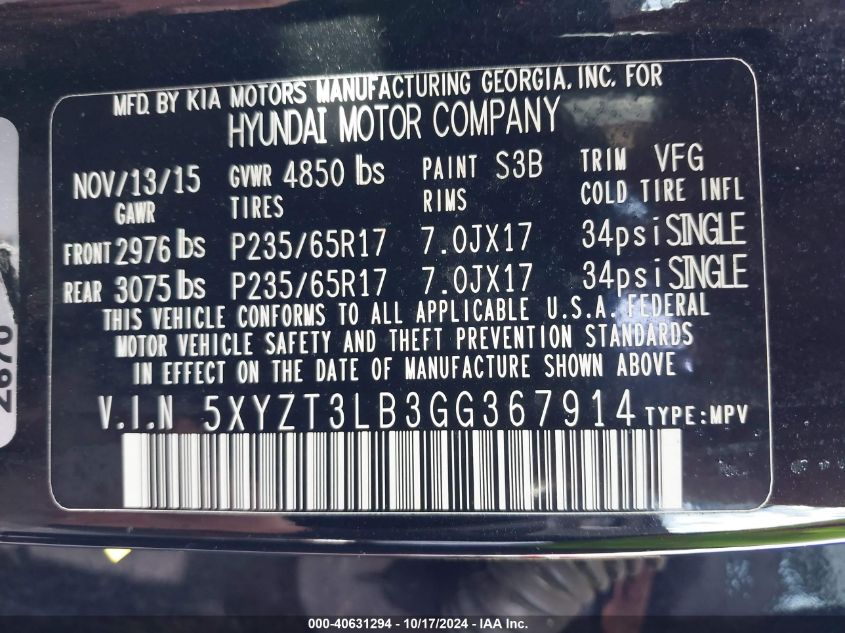 MFD. BY KIA MOTORS MANUFACTURING GEORGIA, INC. FOR
HYUNDAI MOTOR COMPANY
NOV/13/15 GVWR 4850 lbs PAINT S3B TRIM VFG
GAWR TIRES RIMS COLD TIRE INFL
FRONT 2976 lbs P235/65R17 7.0JX17 34psi SINGLE
REAR 3075 lbs P235/65R17 7.0JX17 34psi SINGLE
THIS VEHICLE CONFORMS TO ALL APPLICABLE U.S.A. FEDERAL
MOTOR VEHICLE SAFETY AND THEFT PREVENTION STANDARDS
IN EFFECT ON THE DATE OF MANUFACTURE SHOWN ABOVE
V.I.N 5XYZT3LB3GG367914 TYPE:MPV
000-40631294 - 10/17/2024 - IAA Inc.